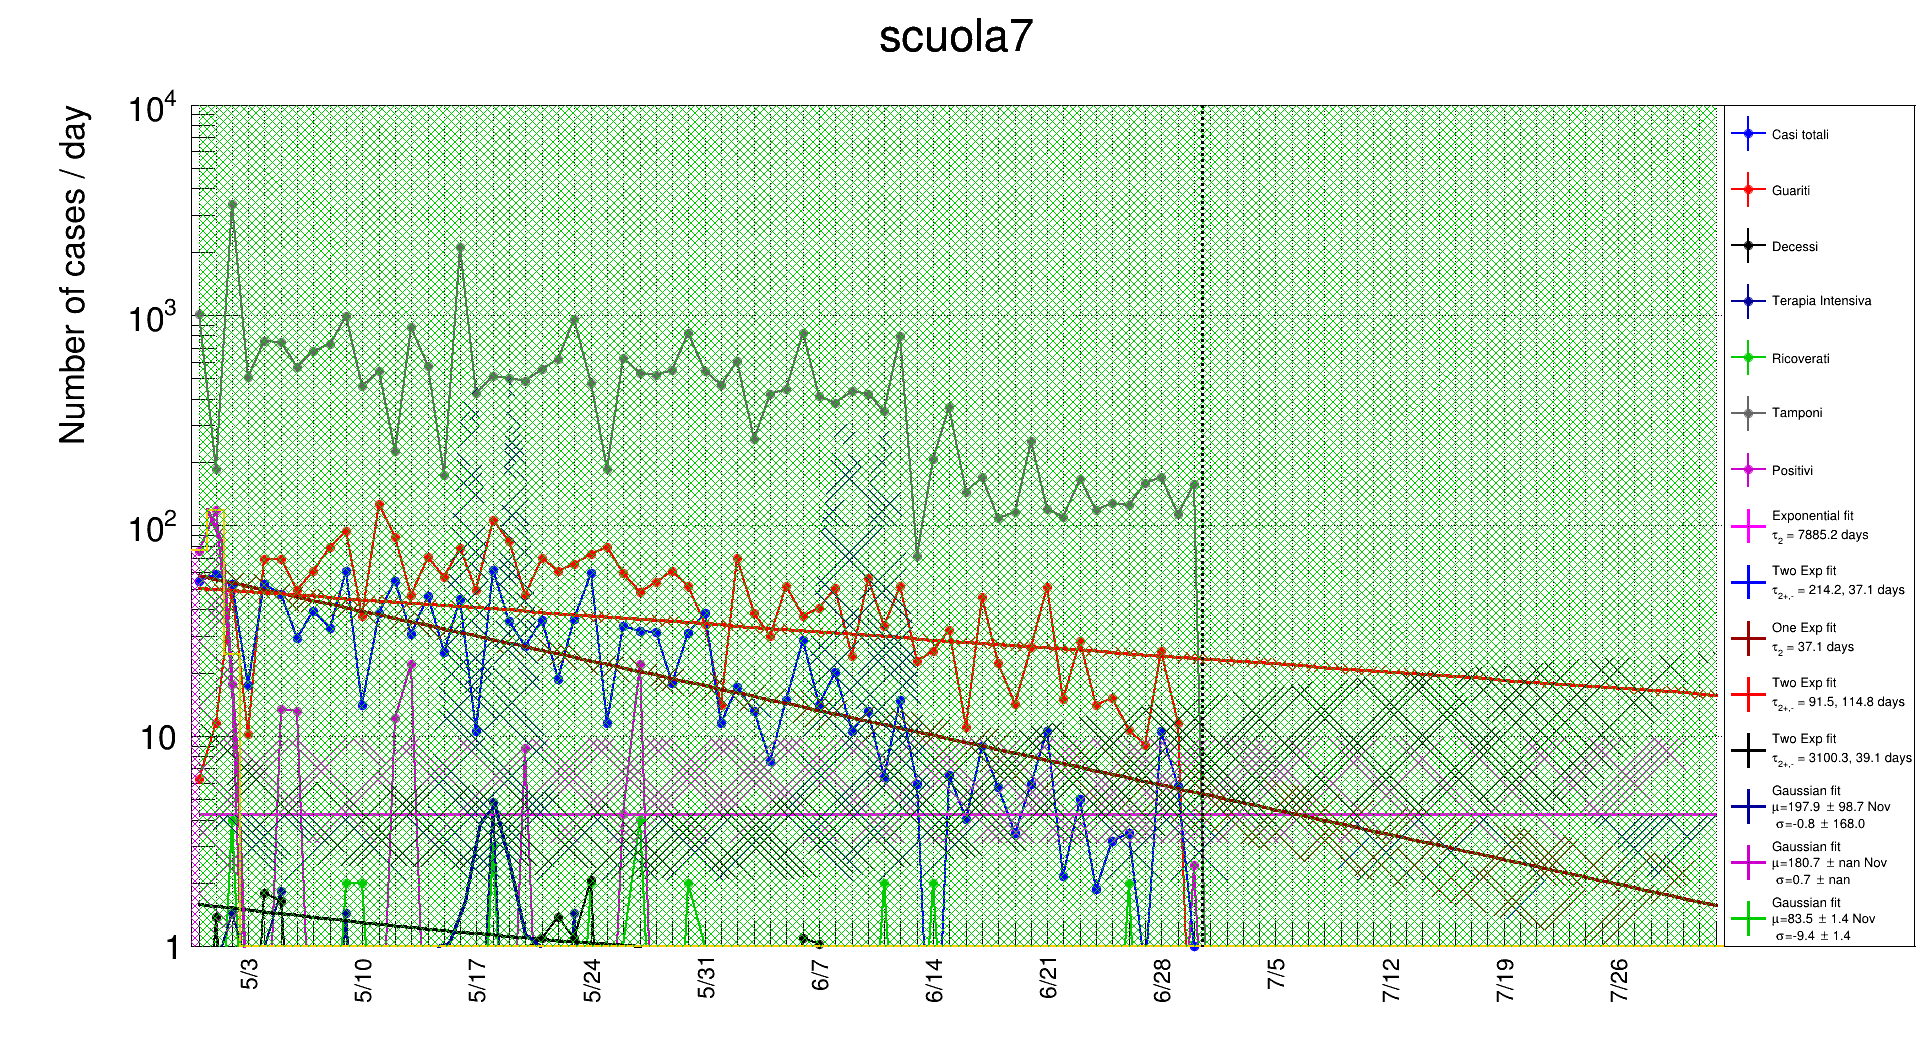 scuola7
Number of cases / day
10^4
10^3
10^2
10
1
5/3
5/10
5/17
5/24
5/31
6/7
6/14
6/21
6/28
7/5
7/12
7/19
7/26
Casi totali
Guariti
Decessi
Terapia Intensiva
Ricoverati
Tamponi
Positivi
Exponential fit
τ_2 = 7885.2 days
Two Exp fit
τ_2+,- = 214.2, 37.1 days
One Exp fit
τ_2 = 37.1 days
Two Exp fit
τ_2+,- = 91.5, 114.8 days
Two Exp fit
τ_2+,- = 3100.3, 39.1 days
Gaussian fit
μ=197.9 ± 98.7 Nov
σ=-0.8 ± 168.0
Gaussian fit
μ=180.7 ± nan Nov
σ=0.7 ± nan
Gaussian fit
μ=83.5 ± 1.4 Nov
σ=-9.4 ± 1.4